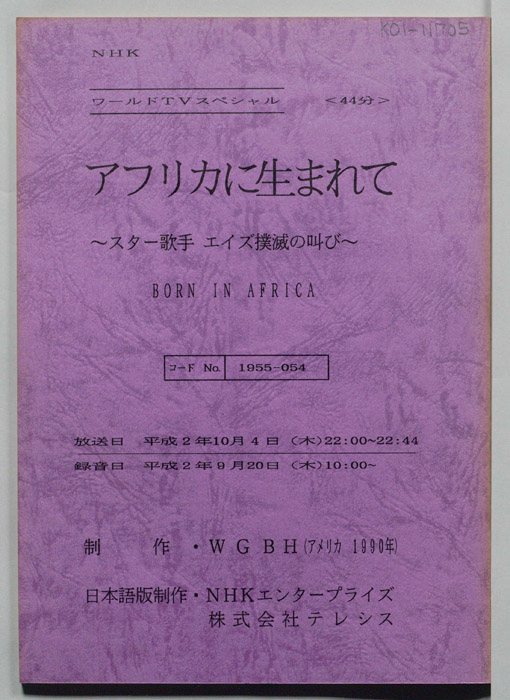 K01-11705
NHK
ワールドTVスペシャル <44分>
アフリカに生まれて
～スター歌手 エイズ撲滅の叫び～
BORN IN AFRICA
コード No. 1955-054
放送日 平成2年10月4日 (木)22:00~22:44
録音日 平成2年9月20日 (木)10:00~
制 作・WGBH(アメリカ 1990年)
日本語版制作・NHKエンタープライズ
株式会社テレシス